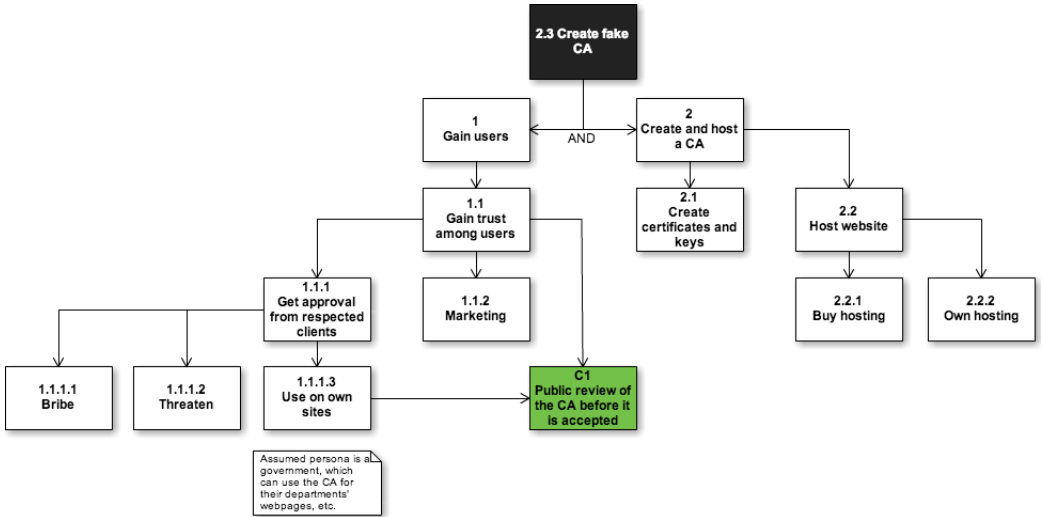 2.3 Create fake
CA
1
Gain users
AND
2
Create and host
a CA
1.1
Gain trust
among users
2.1
Create
certificates and
keys
2.2
Host website
1.1.1
Get approval
from respected
clients
1.1.2
Marketing
2.2.1
Buy hosting
2.2.2
Own hosting
1.1.1.1
Bribe
1.1.1.2
Threaten
1.1.1.3
Use on own
sites
C1
Public review of
the CA before it
is accepted
Assumed persona is a
government, which
can use the CA for
their departments'
webpages, etc.